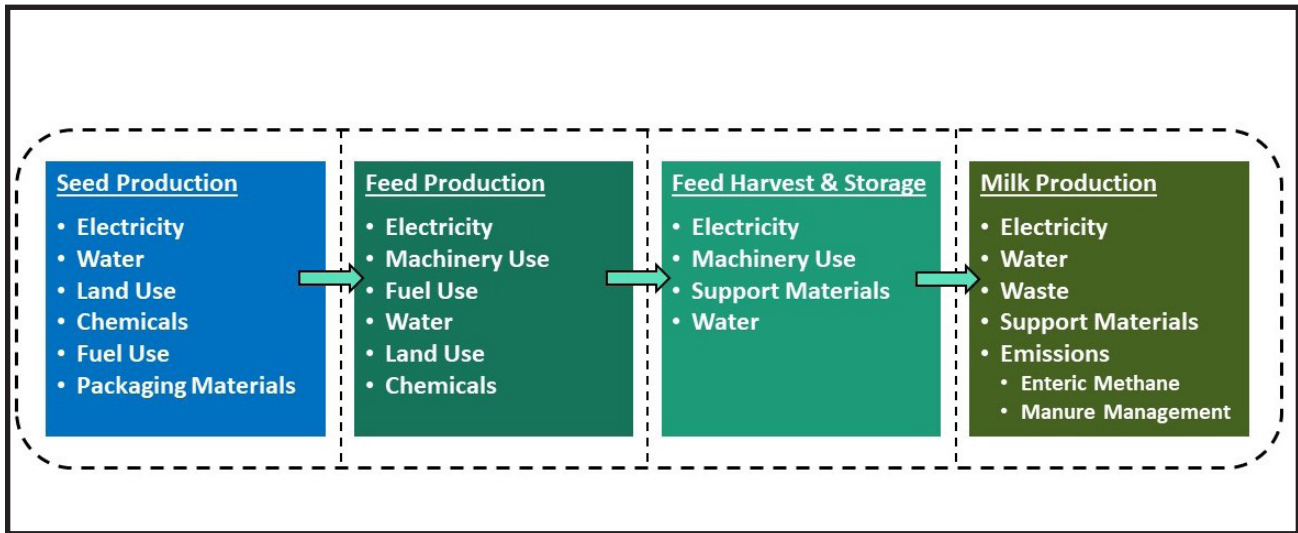 Seed Production
• Electricity
• Water
• Land Use
• Chemicals
• Fuel Use
• Packaging Materials
Feed Production
• Electricity
• Machinery Use
• Fuel Use
• Water
• Land Use
• Chemicals
Feed Harvest & Storage
• Electricity
• Machinery Use
• Support Materials
• Water
Milk Production
• Electricity
• Water
• Waste
• Support Materials
• Emissions
• Enteric Methane
• Manure Management